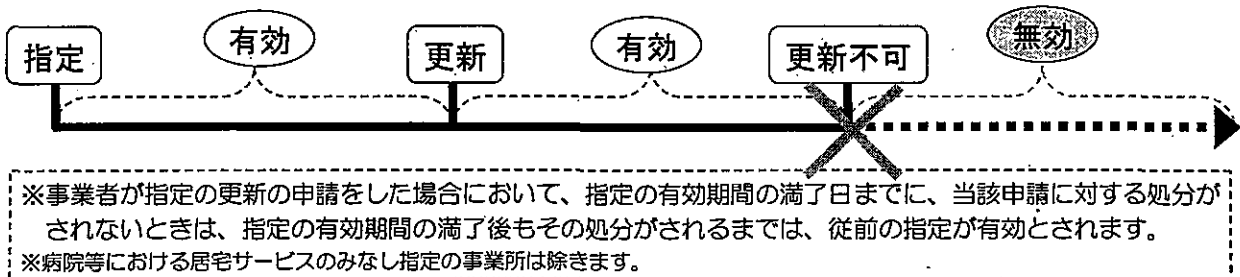 指定
有効
更新
有効
更新不可
無効
※事業者が指定の更新の申請をした場合において、指定の有効期間の満了日までに、当該申請に対する処分が
されないときは、指定の有効期間の満了後もその処分がされるまでは、従前の指定が有効とされます。
※病院等における居宅サービスのみなし指定の事業所は除きます。